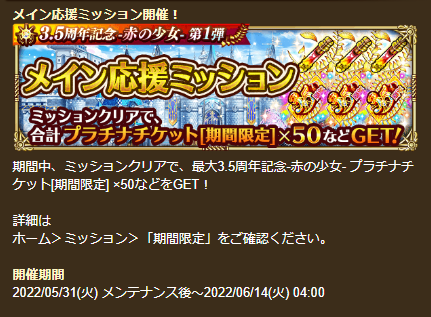 メイン応援ミッション開催！
3.5周年記念-赤の少女- 第1弾
メイン応援ミッション
ミッションクリアで、
合計 プラチナチケット[期間限定]×50などGET!
期間中、ミッションクリアで、最大3.5周年記念-赤の少女- プラチナチ
ケット[期間限定] ×50などをGET！
詳細は
ホーム＞ミッション＞「期間限定」をご確認ください。
開催期間
2022/05/31(火) メンテナンス後～2022/06/14(火) 04:00